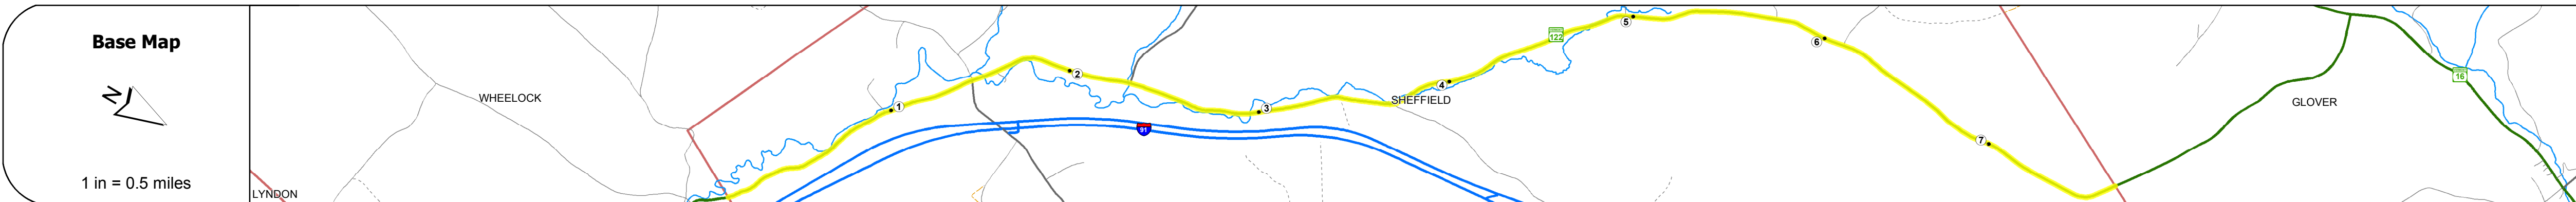 Base Map
N
1 in = 0.5 miles
LYNDON
WHEELOCK
1
2
91
3
4
SHEFFIELD
122
5
6
7
GLOVER
16